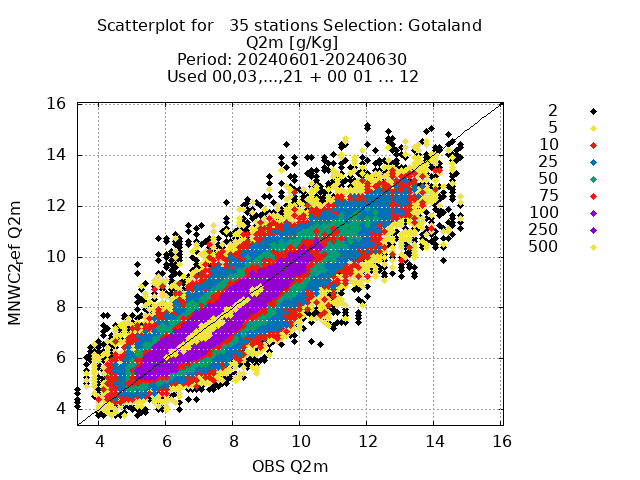 Scatterplot for   35 stations Selection: Gotaland
Q2m [g/Kg]
Period: 20240601-20240630
Used 00,03,...,21 + 00 01 ... 12
16
14
12
10
8
6
4
4 6 8 10 12 14 16
MNWC2ref Q2m
OBS Q2m
2
5
10
25
50
75
100
250
500